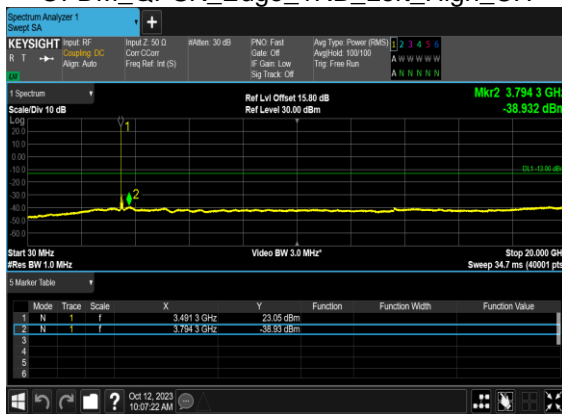 Spectrum Analyzer 1
Swept SA
+
KEYSIGHT Input: RF Input Z: 50 Ω #Atten: 30 dB PNO: Fast Avg Type: Power (RMS) 1 2 3 4 5 6
R T Coupling: DC Corr CCorr Gate: Off Avg|Hold: 100/100 A W W W W W
Align: Auto Freq Ref: Int (S) IF Gain: Low Trig: Free Run
LU Sig Track: Off A N N N N N
1 Spectrum Ref Lvl Offset 15.80 dB Mkr2 3.794 3 GHz
Scale/Div 10 dB Ref Level 30.00 dBm -38.932 dBm
Log
20.0
10.0
0.00
-10.0
-20.0
-30.0
-40.0
-50.0
-60.0
1
2
DL1 -13.00 dBm
Start 30 MHz Video BW 3.0 MHz* Stop 20.000 GHz
#Res BW 1.0 MHz Sweep 34.7 ms (40001 pts)
5 Marker Table
Mode Trace Scale X Y Function Function Width Function Value
1 N 1 f 3.491 3 GHz 23.05 dBm
2 N 1 f 3.794 3 GHz -38.93 dBm
3
4
5
6
? Oct 12, 2023
10:07:22 AM